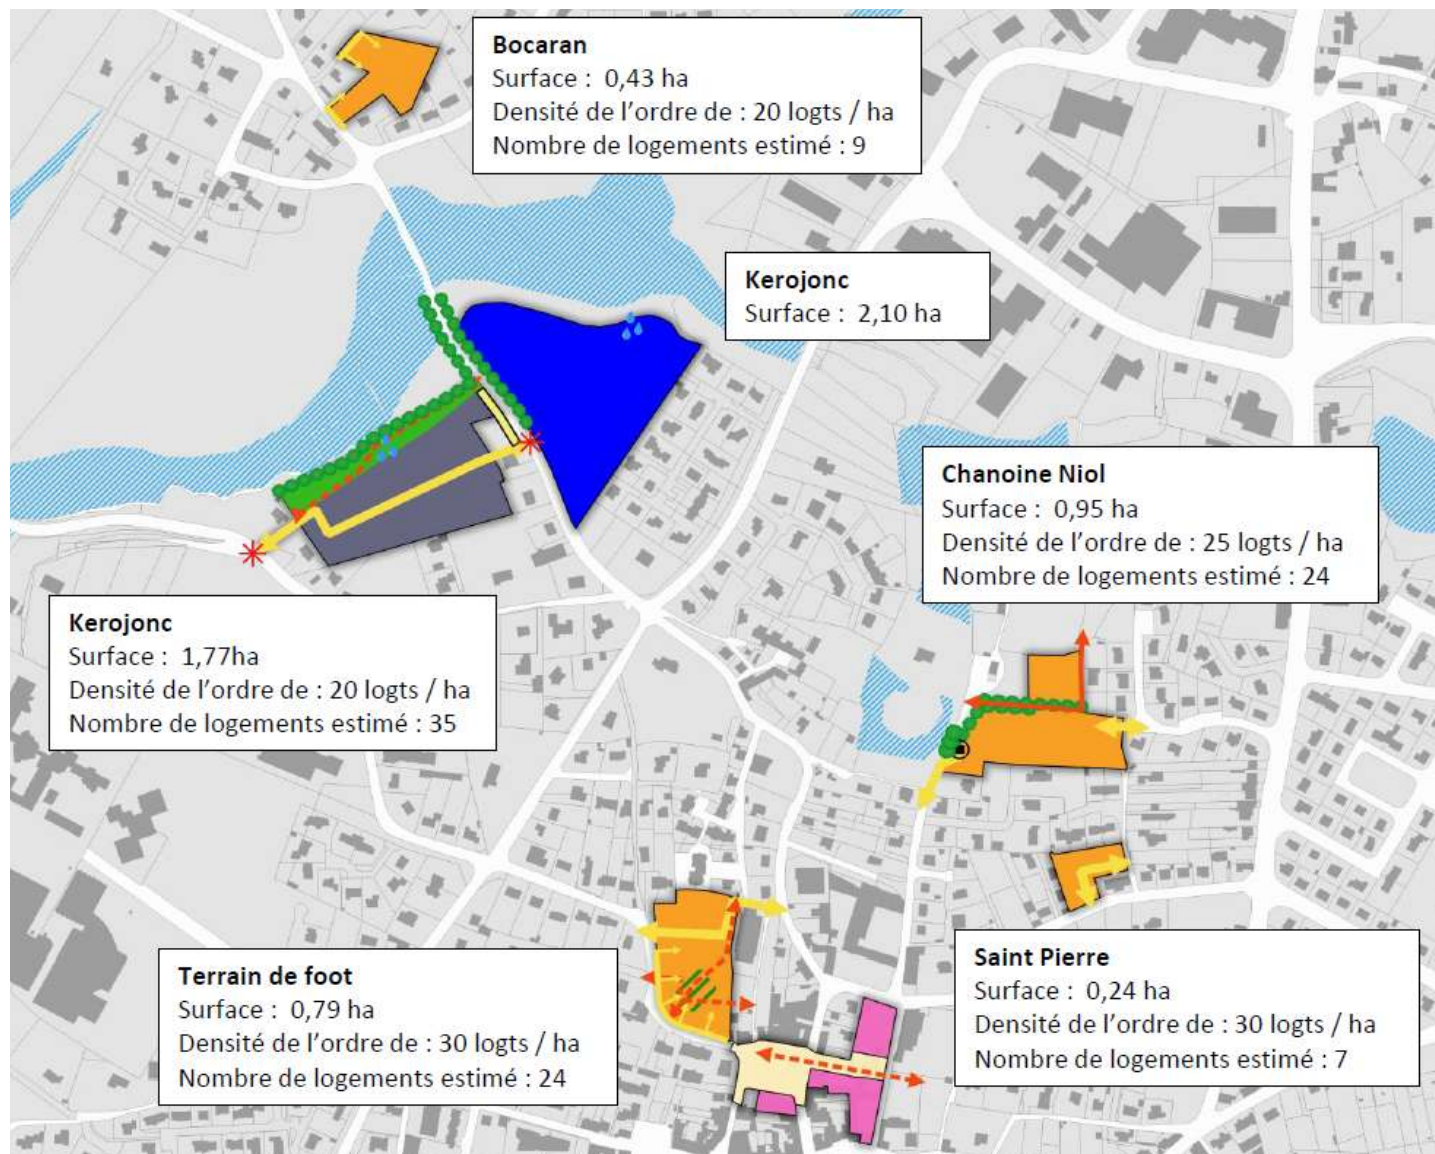 Bocaran
Surface : 0,43 ha
Densité de l’ordre de : 20 logts / ha
Nombre de logements estimé : 9
Kerojonc
Surface : 2,10 ha
Chanoine Niol
Surface : 0,95 ha
Densité de l’ordre de : 25 logts / ha
Nombre de logements estimé : 24
Kerojonc
Surface : 1,77ha
Densité de l’ordre de : 20 logts / ha
Nombre de logements estimé : 35
Terrain de foot
Surface : 0,79 ha
Densité de l’ordre de : 30 logts / ha
Nombre de logements estimé : 24
Saint Pierre
Surface : 0,24 ha
Densité de l’ordre de : 30 logts / ha
Nombre de logements estimé : 7